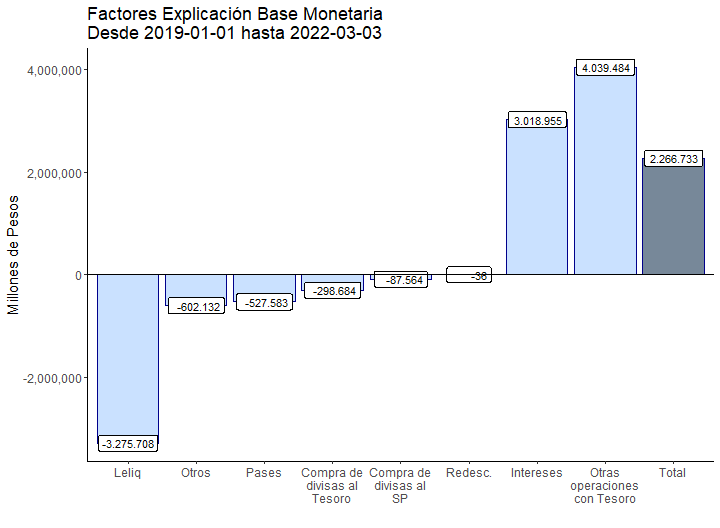 Factores Explicación Base Monetaria
Desde 2019-01-01 hasta 2022-03-03
Millones de Pesos
4,000,000
2,000,000
0
-2,000,000
-3.275.708
-602.132
-527.583
-298.684
-87.564
-36
3.018.955
4.039.484
2.266.733
Leliq
Otros
Pases
Compra de
divisas al
Tesoro
Compra de
divisas al
SP
Redesc.
Intereses
Otras
operaciones
con Tesoro
Total